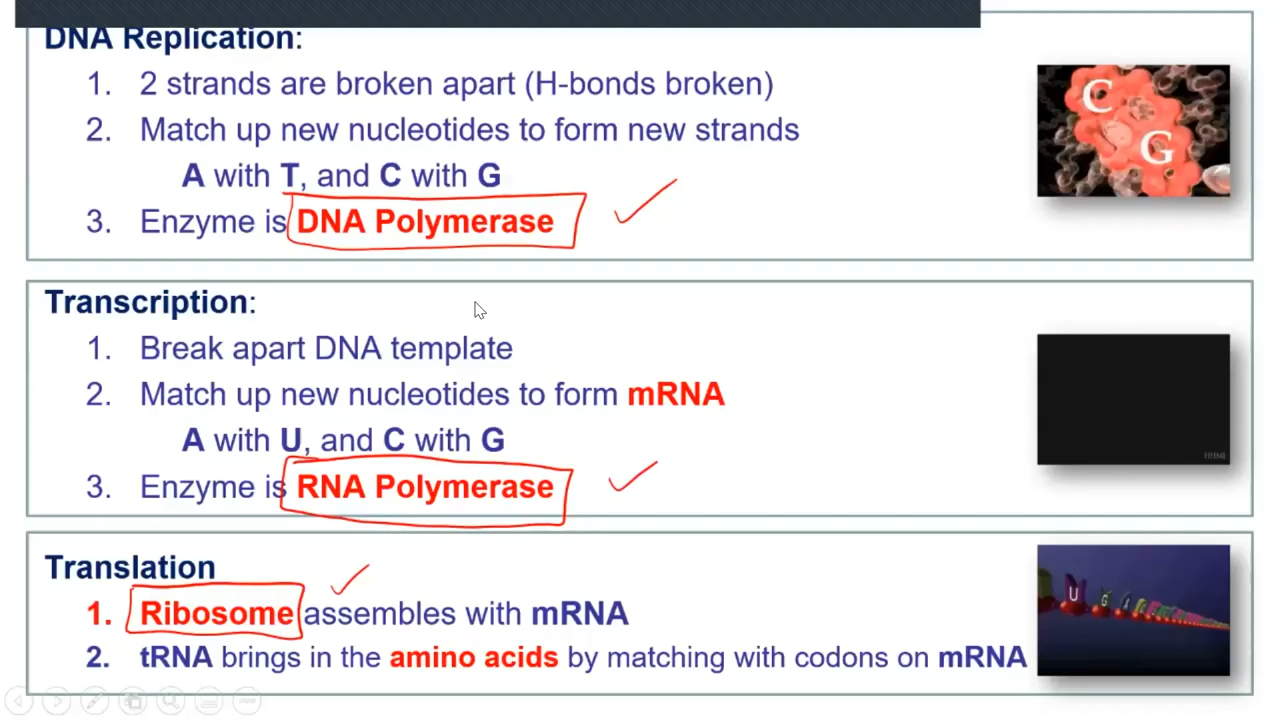 DNA Replication:
1. 2 strands are broken apart (H-bonds broken)
2. Match up new nucleotides to form new strands
A with T, and C with G
3. Enzyme is DNA Polymerase
C
G
Transcription:
1. Break apart DNA template
2. Match up new nucleotides to form mRNA
A with U, and C with G
3. Enzyme is RNA Polymerase
HHMI
Translation
1. Ribosome assembles with mRNA
2. tRNA brings in the amino acids by matching with codons on mRNA
U G A G